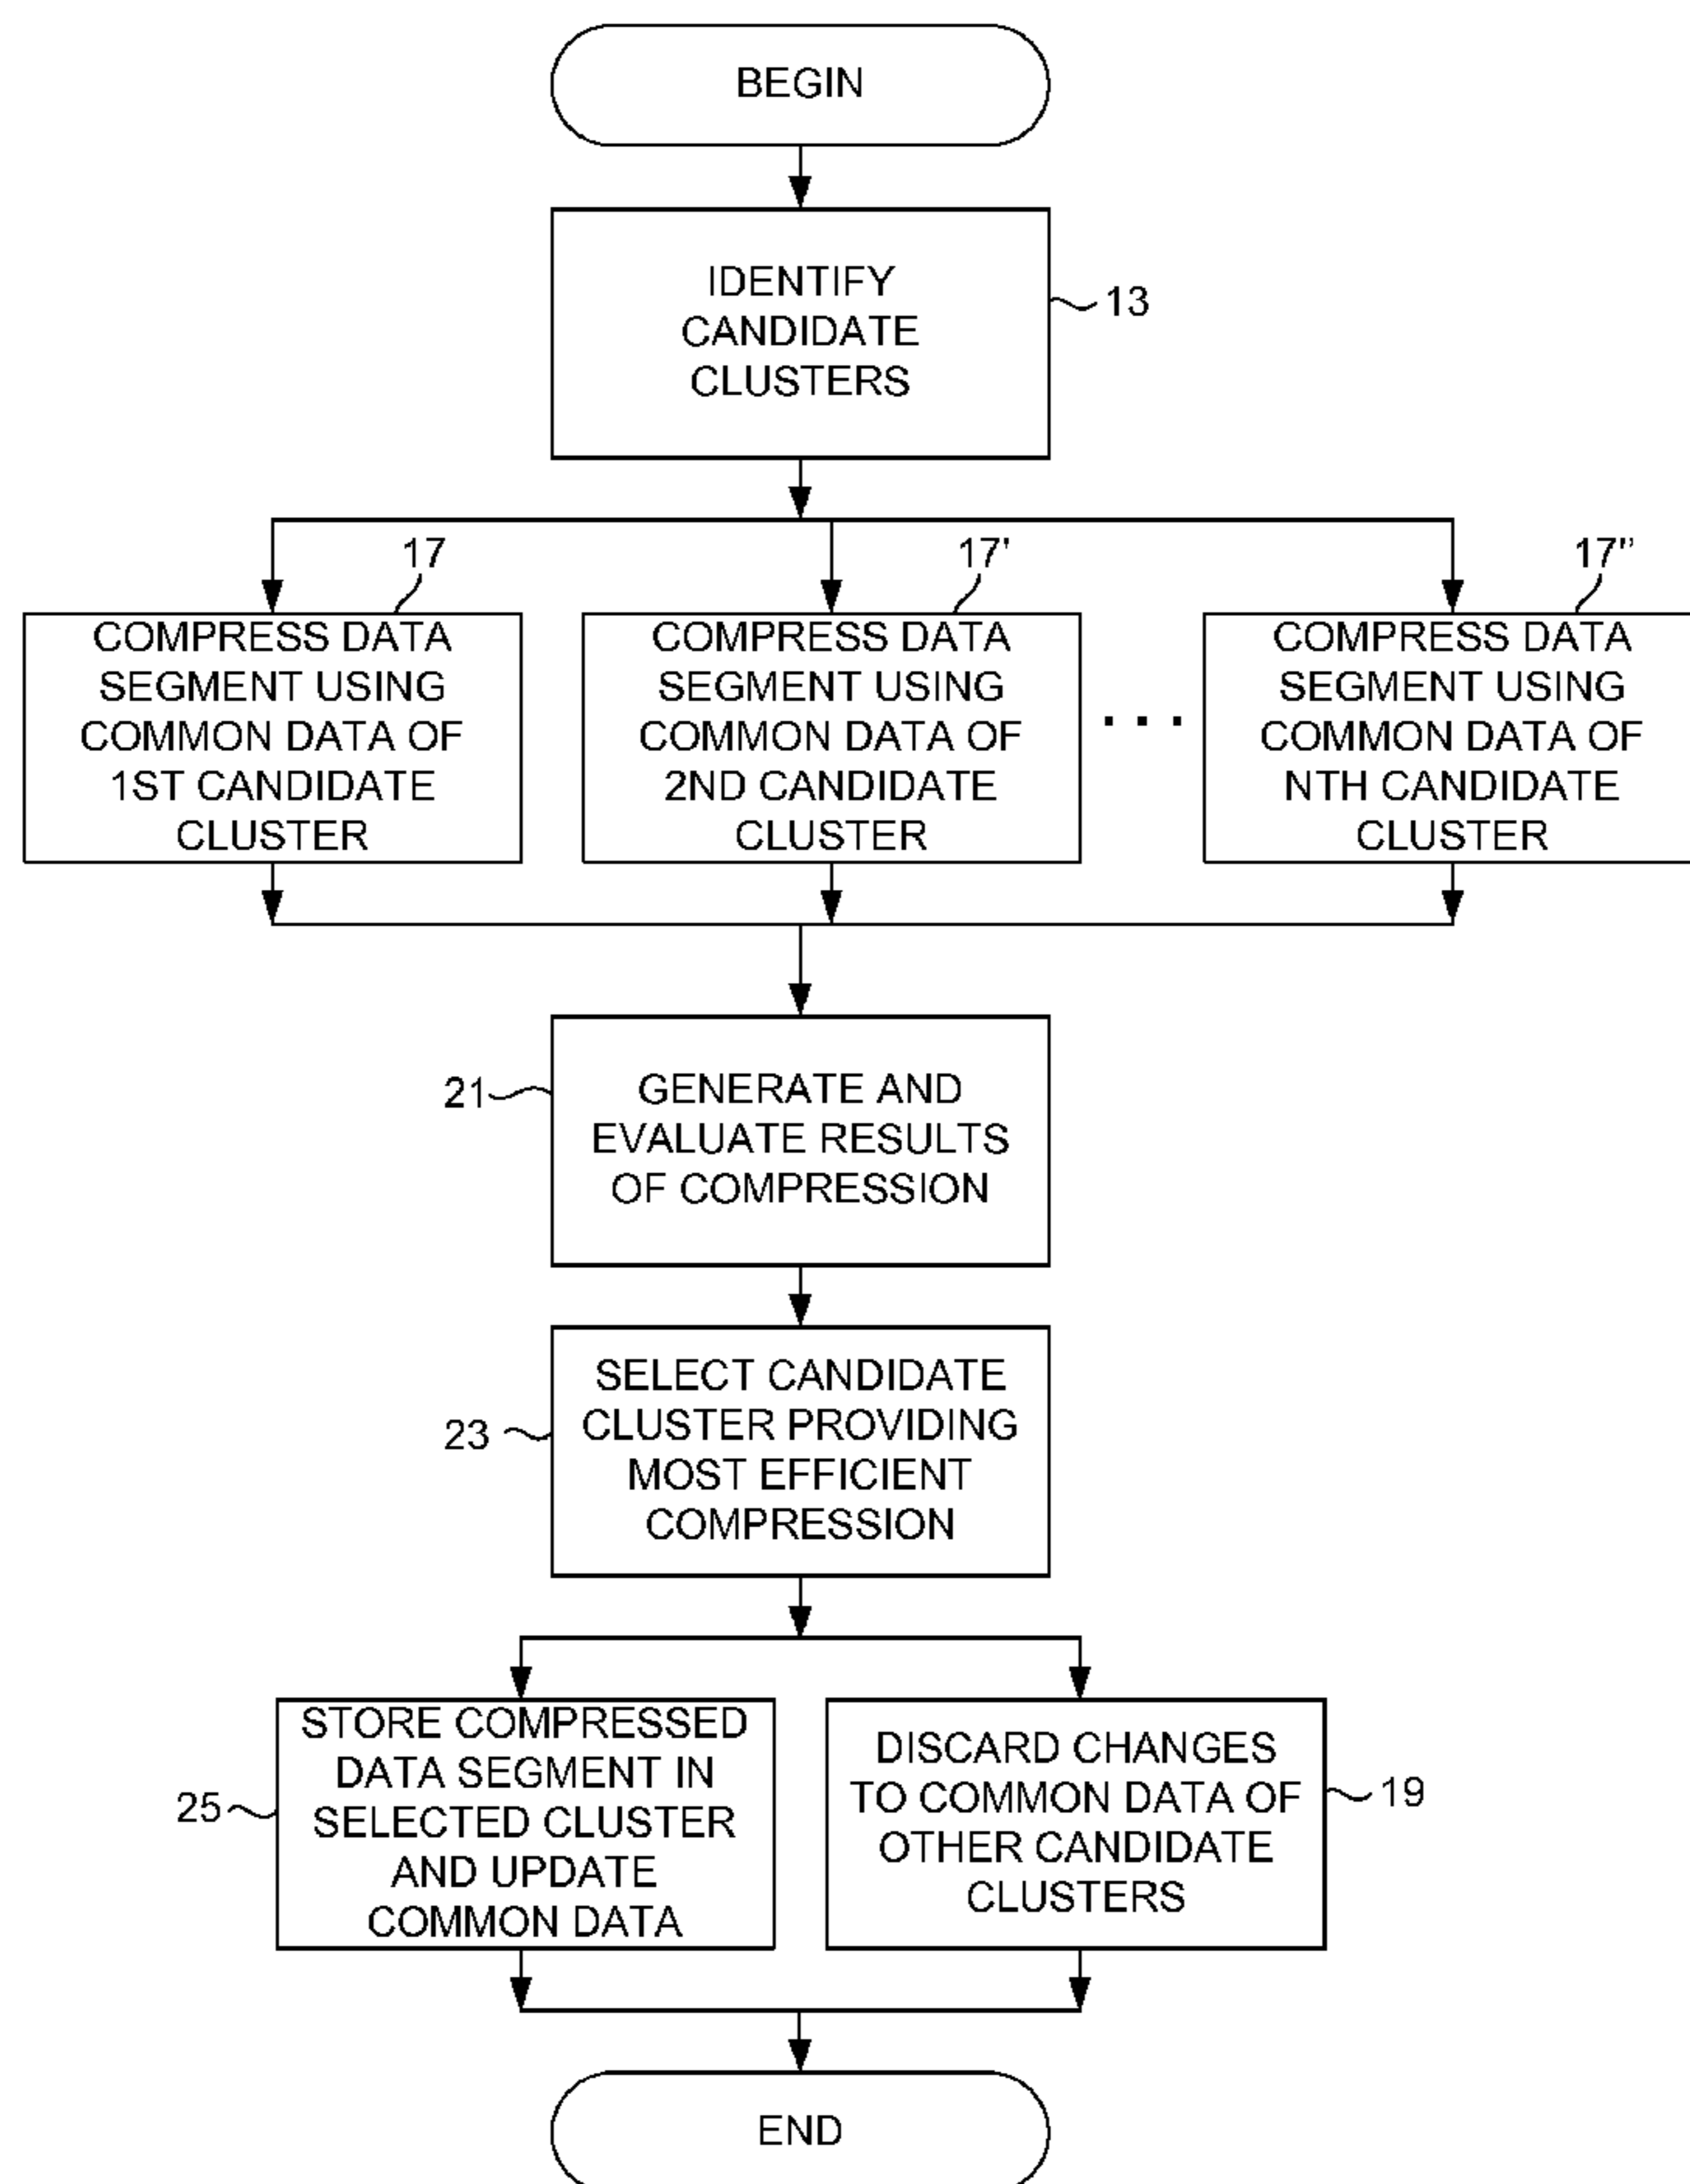 BEGIN
IDENTIFY
CANDIDATE
CLUSTERS
13
17
COMPRESS DATA
SEGMENT USING
COMMON DATA OF
1ST CANDIDATE
CLUSTER
17'
COMPRESS DATA
SEGMENT USING
COMMON DATA OF
2ND CANDIDATE
CLUSTER
. . .
17''
COMPRESS DATA
SEGMENT USING
COMMON DATA OF
NTH CANDIDATE
CLUSTER
21
GENERATE AND
EVALUATE RESULTS
OF COMPRESSION
23
SELECT CANDIDATE
CLUSTER PROVIDING
MOST EFFICIENT
COMPRESSION
25
STORE COMPRESSED
DATA SEGMENT IN
SELECTED CLUSTER
AND UPDATE
COMMON DATA
DISCARD CHANGES
TO COMMON DATA OF
OTHER CANDIDATE
CLUSTERS
19
END